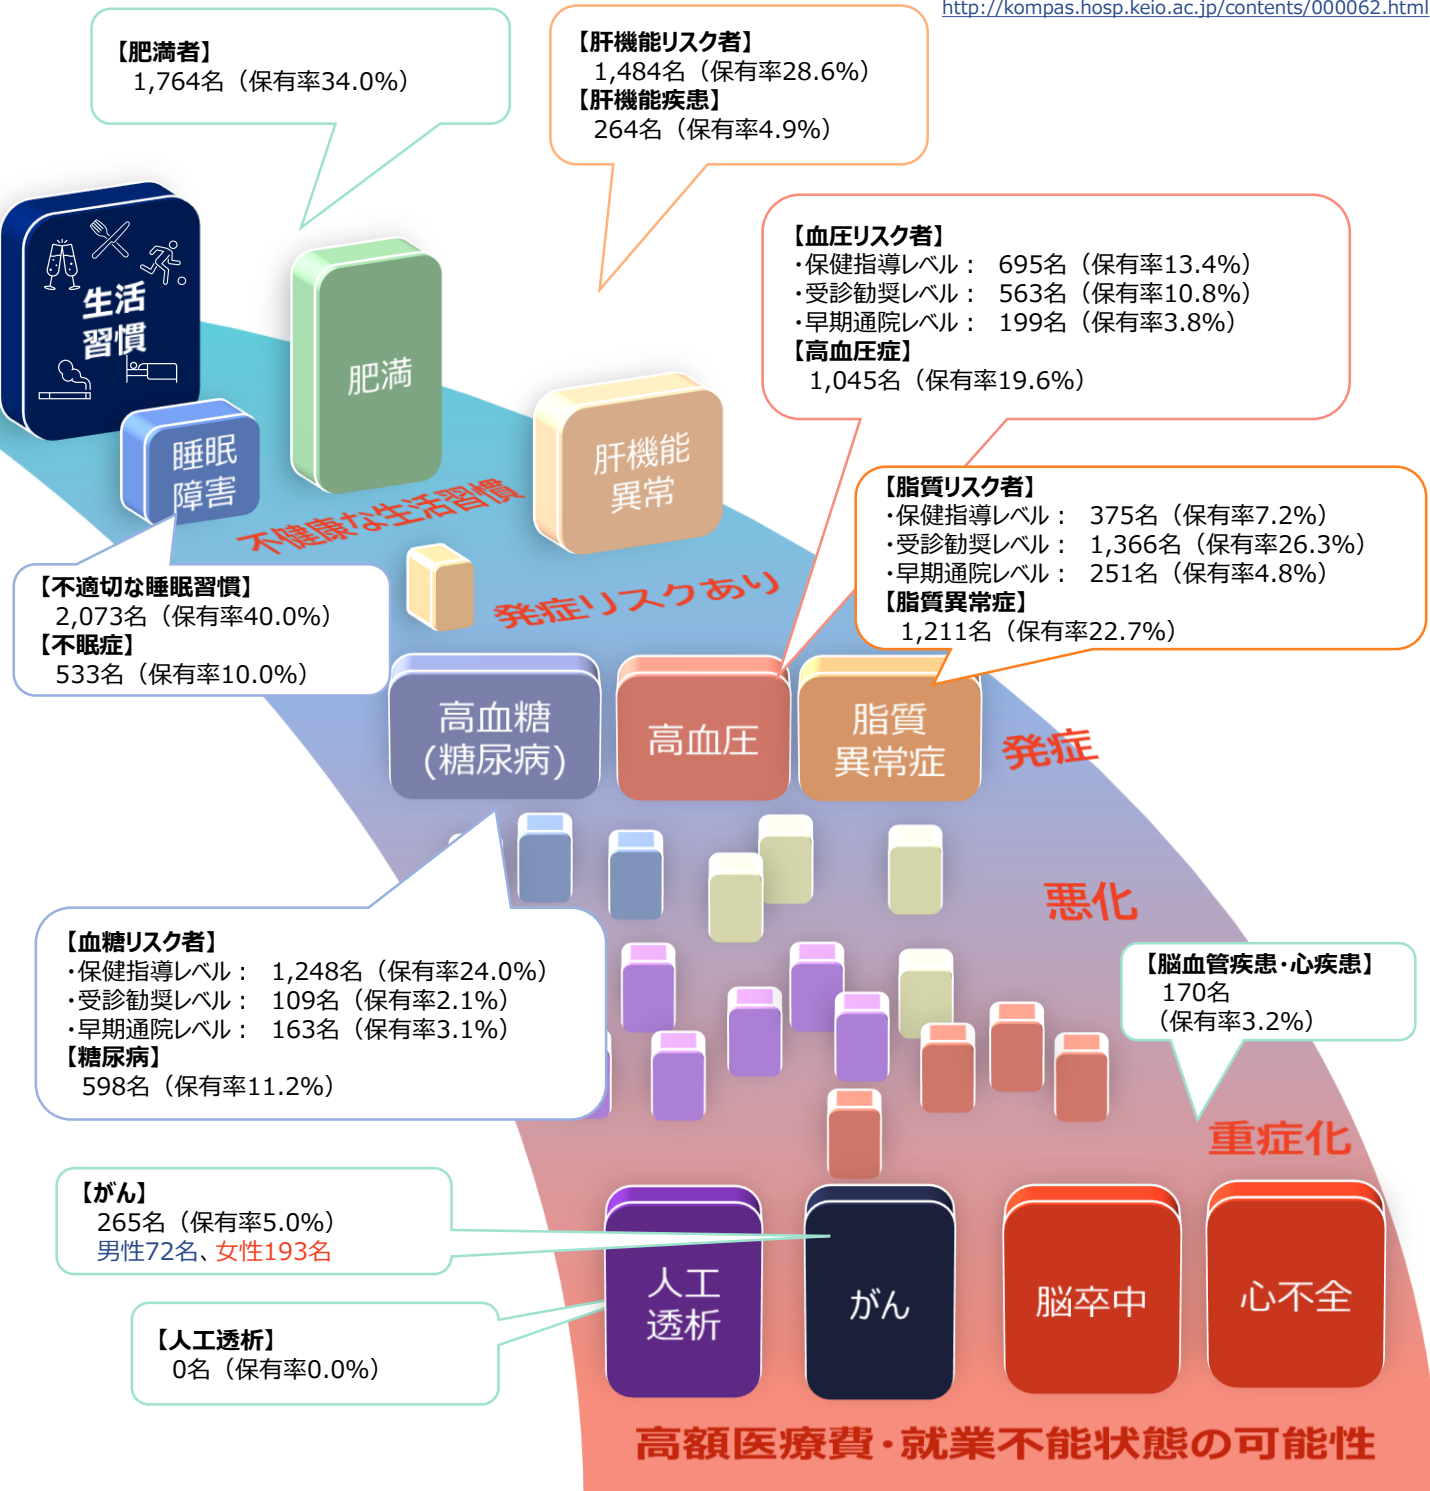 http://kompas.hosp.keio.ac.jp/contents/000062.html
【肥満者】
1,764名（保有率34.0%）
【肝機能リスク者】
1,484名（保有率28.6%）
【肝機能疾患】
264名（保有率4.9%）
【血圧リスク者】
・保健指導レベル： 695名（保有率13.4%）
・受診勧奨レベル： 563名（保有率10.8%）
・早期通院レベル： 199名（保有率3.8%）
【高血圧症】
1,045名（保有率19.6%）
生活
習慣
肥満
睡眠
障害
肝機能
異常
不健康な生活習慣
【脂質リスク者】
・保健指導レベル： 375名（保有率7.2%）
・受診勧奨レベル： 1,366名（保有率26.3%）
・早期通院レベル： 251名（保有率4.8%）
【脂質異常症】
1,211名（保有率22.7%）
【不適切な睡眠習慣】
2,073名（保有率40.0%）
【不眠症】
533名（保有率10.0%）
発症リスクあり
高血糖
(糖尿病)
高血圧
脂質
異常症
発症
悪化
【血糖リスク者】
・保健指導レベル： 1,248名（保有率24.0%）
・受診勧奨レベル： 109名（保有率2.1%）
・早期通院レベル： 163名（保有率3.1%）
【糖尿病】
598名（保有率11.2%）
【脳血管疾患・心疾患】
170名
（保有率3.2%）
重症化
【がん】
265名（保有率5.0%）
男性72名、女性193名
【人工透析】
0名（保有率0.0%）
人工
透析
がん
脳卒中
心不全
高額医療費・就業不能状態の可能性